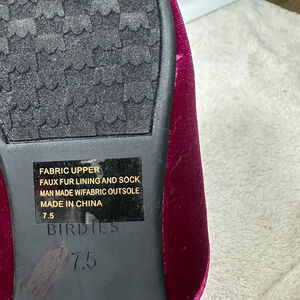 FABRIC UPPER
FAUX FUR LINING AND SOCK
MAN MADE W/FABRIC OUTSOLE
MADE IN CHINA
7.5
BIRDIES
7.5